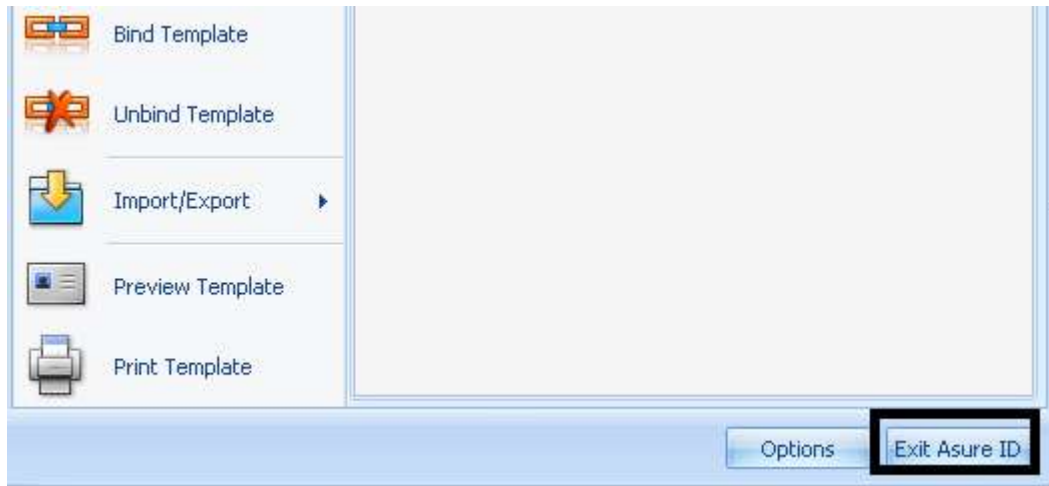 Bind Template
Unbind Template
Import/Export
Preview Template
Print Template
Options
Exit Asure ID